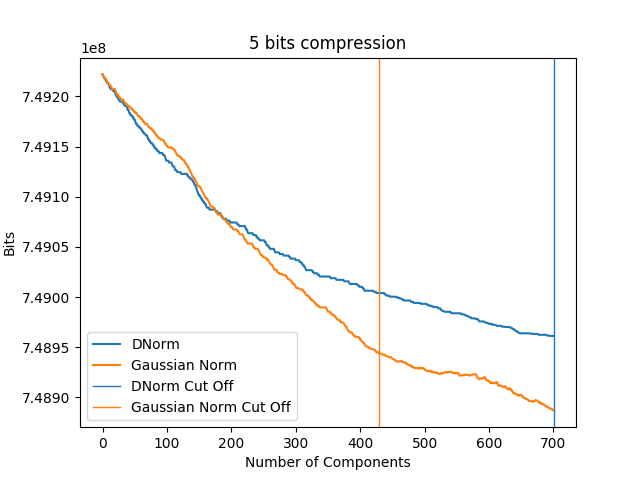 5 bits compression
1e8
7.4920
7.4915
7.4910
7.4905
7.4900
7.4895
7.4890
Bits
DNorm
Gaussian Norm
DNorm Cut Off
Gaussian Norm Cut Off
0 100 200 300 400 500 600 700
Number of Components